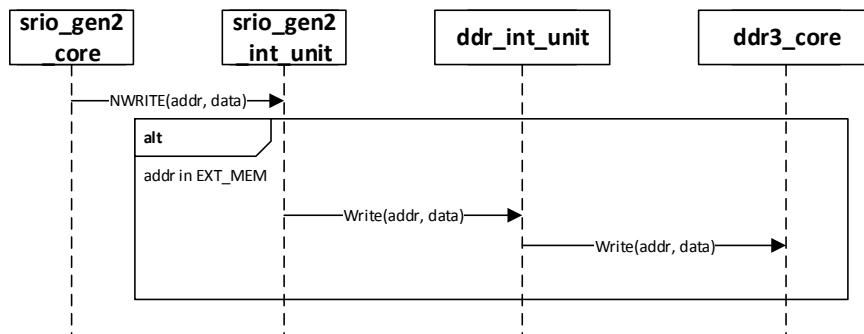 srio_gen2
_core
srio_gen2
_int_unit
ddr_int_unit
ddr3_core
NWRITE(addr, data)
alt
addr in EXT_MEM
Write(addr, data)
Write(addr, data)